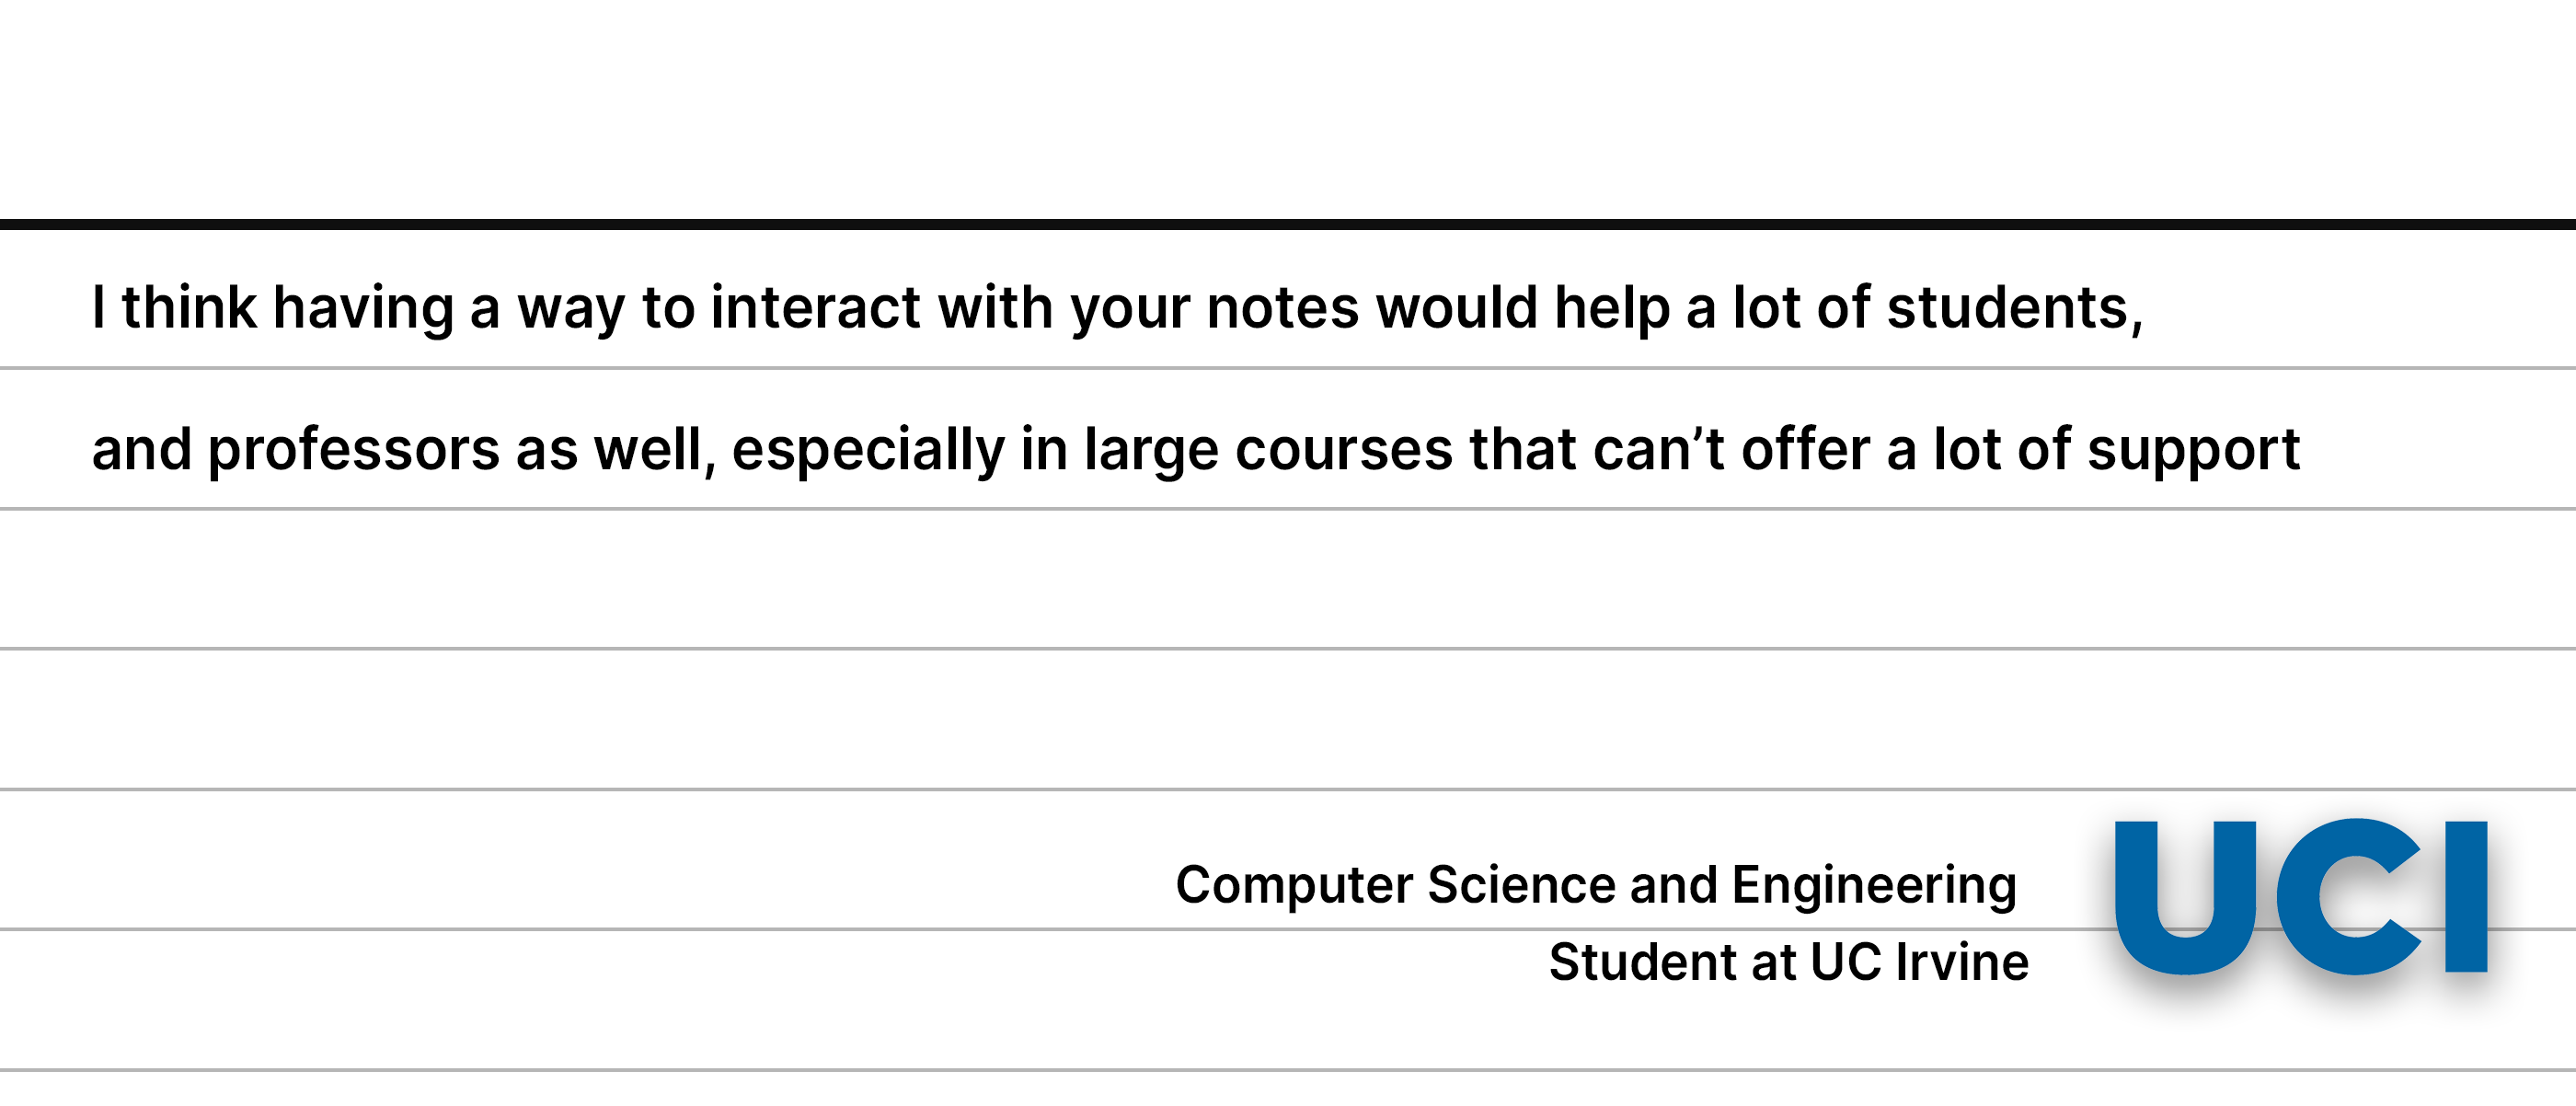 I think having a way to interact with your notes would help a lot of students,
and professors as well, especially in large courses that can’t offer a lot of support
Computer Science and Engineering
Student at UC Irvine
UCI